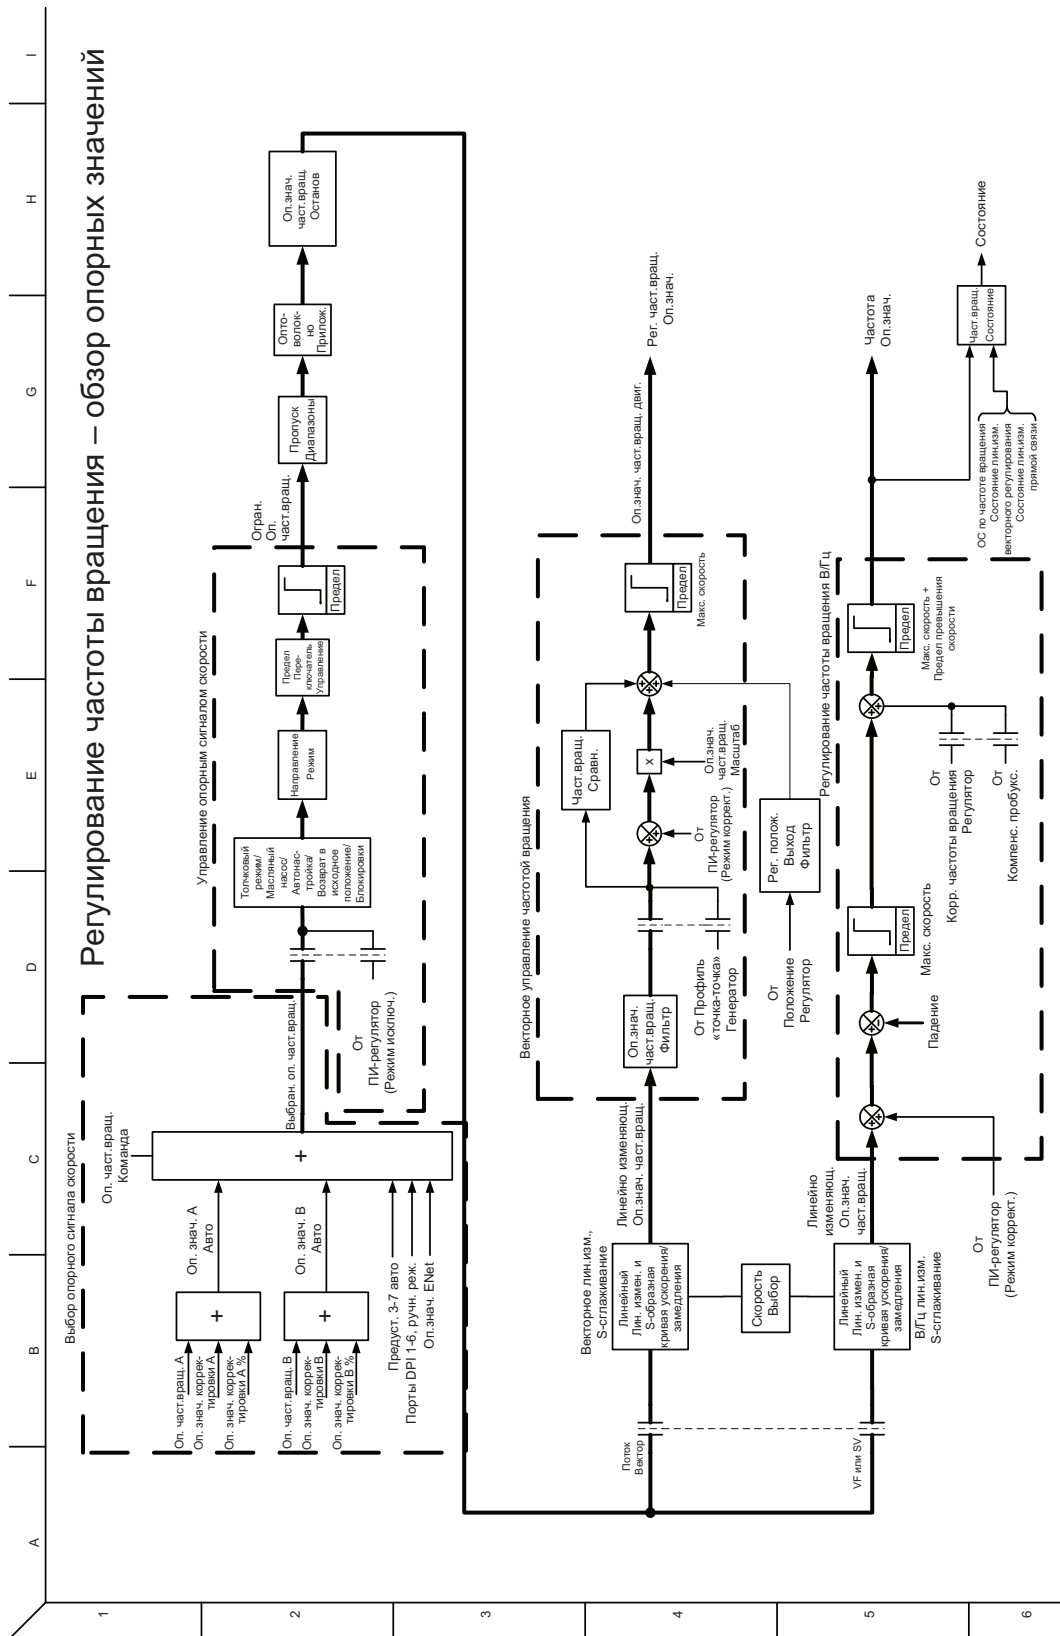 A
B
C
D
E
F
G
H
I
1
2
3
4
5
6
Регулирование частоты вращения – обзор опорных значений
Выбор опорного сигнала скорости
Оп. част.вращ.
Команда
Оп. част.вращ. A
Оп. знач. коррек-
тировки A
Оп. знач. коррек-
тировки A %
+
Оп. знач. A
Авто
Оп. част.вращ. B
Оп. знач. коррек-
тировки B
Оп. знач. коррек-
тировки B %
+
Оп. знач. B
Авто
Предуст. 3-7 авто
Порты DPI 1-6, ручн. реж.
Оп.знач. ENet
+
Выбран. оп. част.вращ.
Управление опорным сигналом скорости
От
ПИ-регулятор
(Режим исключ.)
Толчковый
режим/
Масляный
насос/
Автонас-
тройка/
Возврат в
исходное
положение/
Блокировки
Направление
Режим
Предел
Пере-
ключатель
Управление
Предел
Огран.
Оп.
част.вращ.
Пропуск
Диапазоны
Опто-
волок-
но
Прилож.
Оп.знач.
част.вращ.
Останов
Поток
Вектор
Векторное лин.изм.,
S-сглаживание
Линейный
Лин. измен. и
S-образная
кривая ускорения/
замедления
Линейно изменяющ.
Оп.знач. част.вращ.
Векторное управление частотой вращения
Оп.знач.
част.вращ.
Фильтр
От Профиль
«точка-точка»
Генератор
Част.вращ.
Сравн.
От
ПИ-регулятор
(Режим коррект.)
x
Оп.знач.
част.вращ.
Масштаб
От
Положение
Регулятор
Рег. полож.
Выход
Фильтр
Предел
Макс. скорость
Оп.знач. част.вращ. двиг.
Рег. част.вращ.
Оп.знач.
Скорость
Выбор
VF или SV
Линейный
Лин. измен. и
S-образная
кривая ускорения/
замедления
В/Гц лин.изм.
S-сглаживание
Линейно
изменяющ.
Оп.знач.
част.вращ.
От
ПИ-регулятор
(Режим коррект.)
Регулирование частоты вращения В/Гц
Падение
Предел
Макс. скорость
От
Корр. частоты вращения
Регулятор
От
Компенс. пробукс.
Предел
Макс. скорость +
Предел превышения
скорости
Частота
Оп.знач.
ОС по частоте вращения
Состояние лин.изм.
векторного регулирования
Состояние лин.изм.
прямой связи
Част.вращ.
Состояние
Состояние